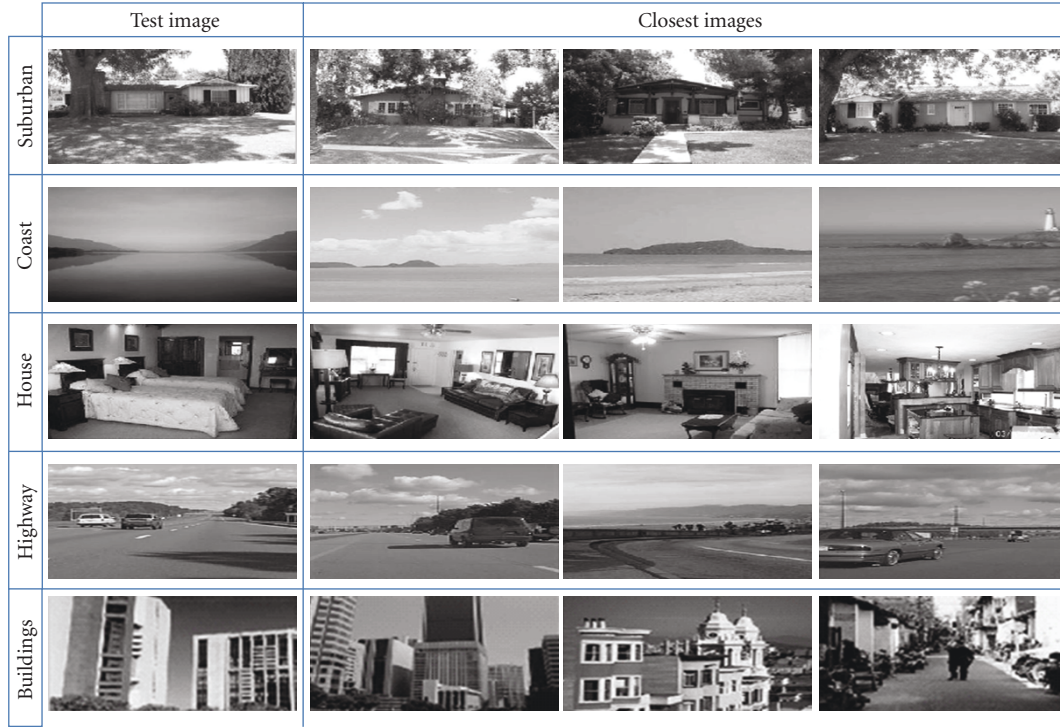 Test image
Closest images
Suburban
Coast
House
Highway
Buildings